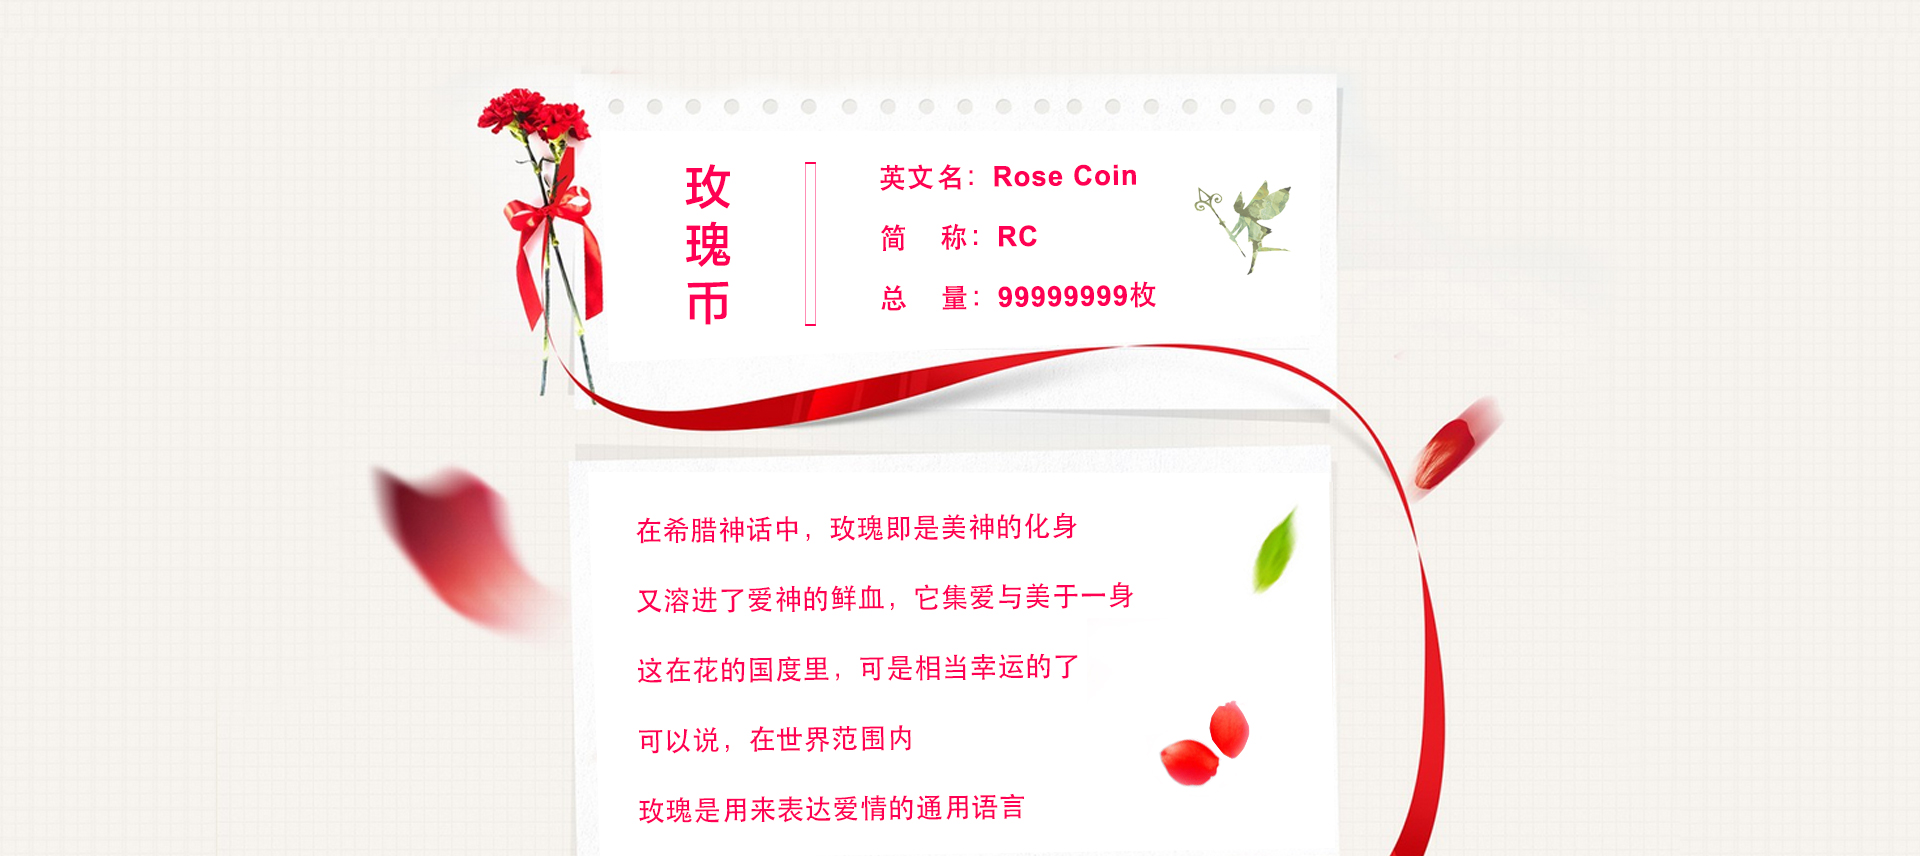 玫瑰币
英文名：Rose Coin
简 称：RC
总 量：99999999枚
在希腊神话中，玫瑰即是美神的化身
又溶进了爱神的鲜血，它集爱与美于一身
这在花的国度里，可是相当幸运的了
可以说，在世界范围内
玫瑰是用来表达爱情的通用语言